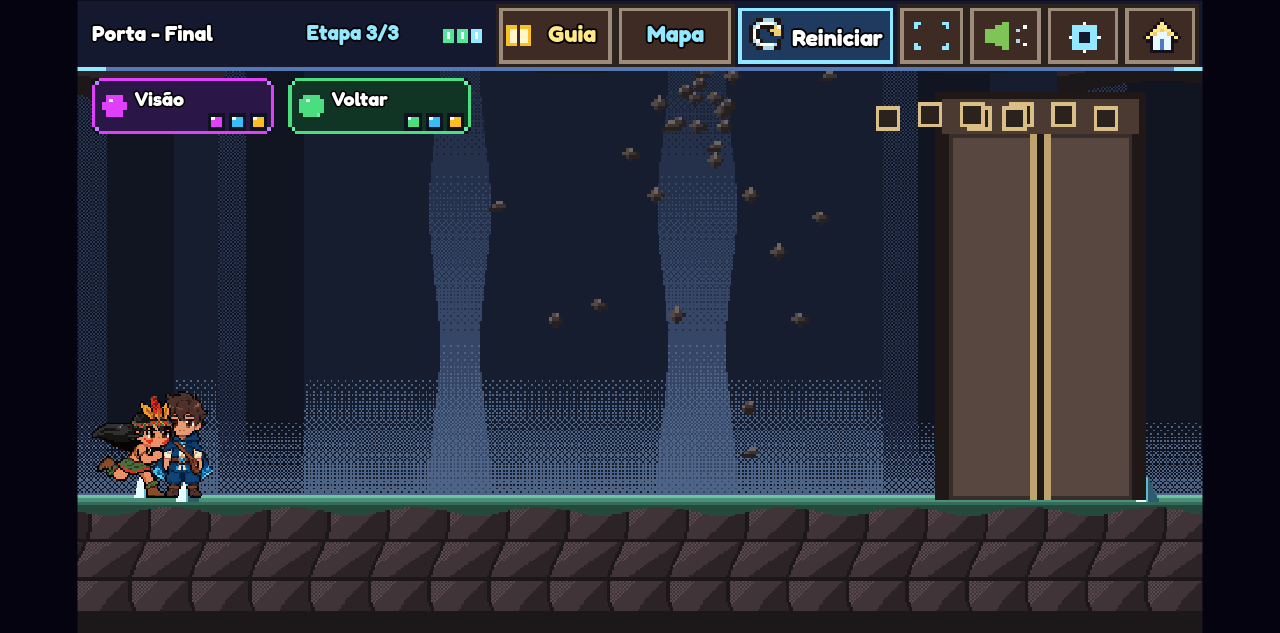 Porta - Final
Etapa 3/3
Guia
Mapa
Reiniciar
Visão
Voltar